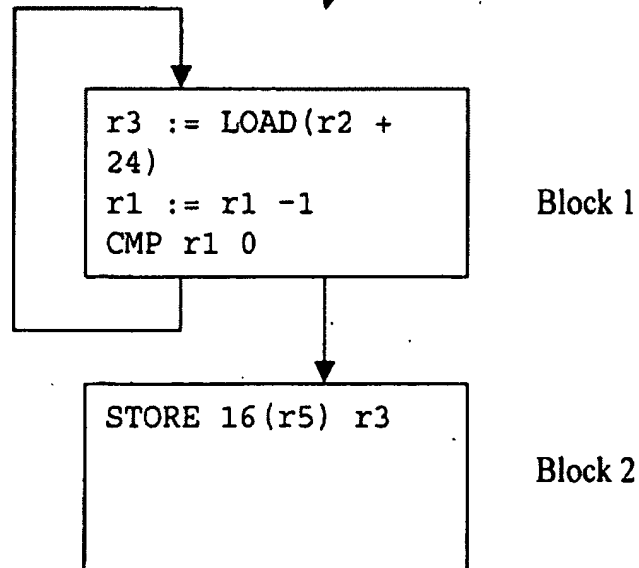 r3 := LOAD(r2 +
24)
r1 := r1 -1
CMP r1 0
Block 1
STORE 16(r5) r3
Block 2